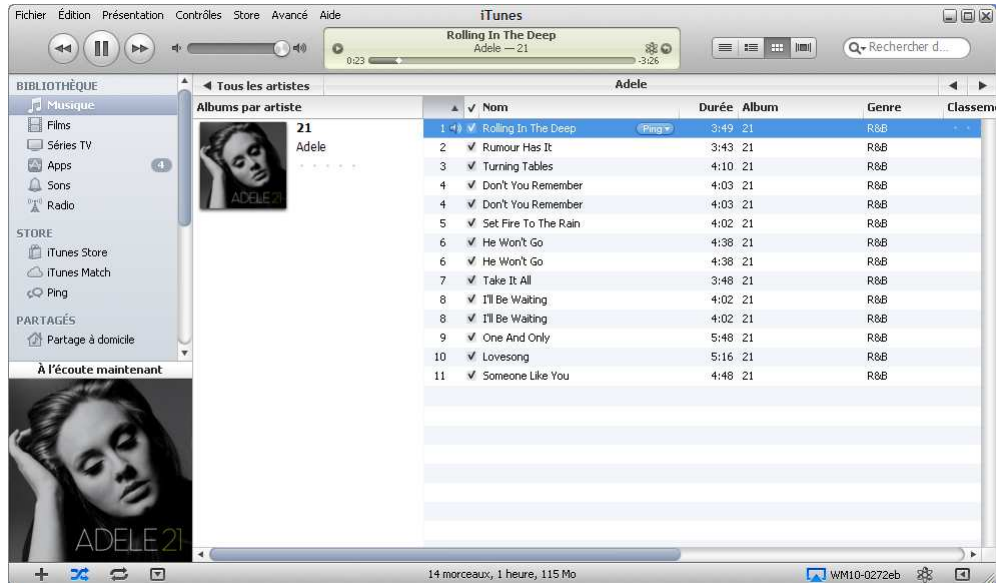 Fichier Édition Présentation Contrôles Store Avancé Aide iTunes
Rolling In The Deep
Adele — 21
0:23 -3:26
Rechercher d...
BIBLIOTHÈQUE
Musique
Films
Séries TV
Apps 4
Sons
Radio
STORE
iTunes Store
iTunes Match
Ping
PARTAGÉS
Partage à domicile
À l'écoute maintenant
ADELE 21
Tous les artistes Adele
Albums par artiste
21
Adele
ADELE 21
Nom Durée Album Genre Classem
1 Rolling In The Deep Ping 3:49 21 R&B
2 Rumour Has It 3:43 21 R&B
3 Turning Tables 4:10 21 R&B
4 Don't You Remember 4:03 21 R&B
4 Don't You Remember 4:03 21 R&B
5 Set Fire To The Rain 4:02 21 R&B
6 He Won't Go 4:38 21 R&B
6 He Won't Go 4:38 21 R&B
7 Take It All 3:48 21 R&B
8 I'll Be Waiting 4:02 21 R&B
8 I'll Be Waiting 4:02 21 R&B
9 One And Only 5:48 21 R&B
10 Lovesong 5:16 21 R&B
11 Someone Like You 4:48 21 R&B
14 morceaux, 1 heure, 115 Mo
WM10-0272eb